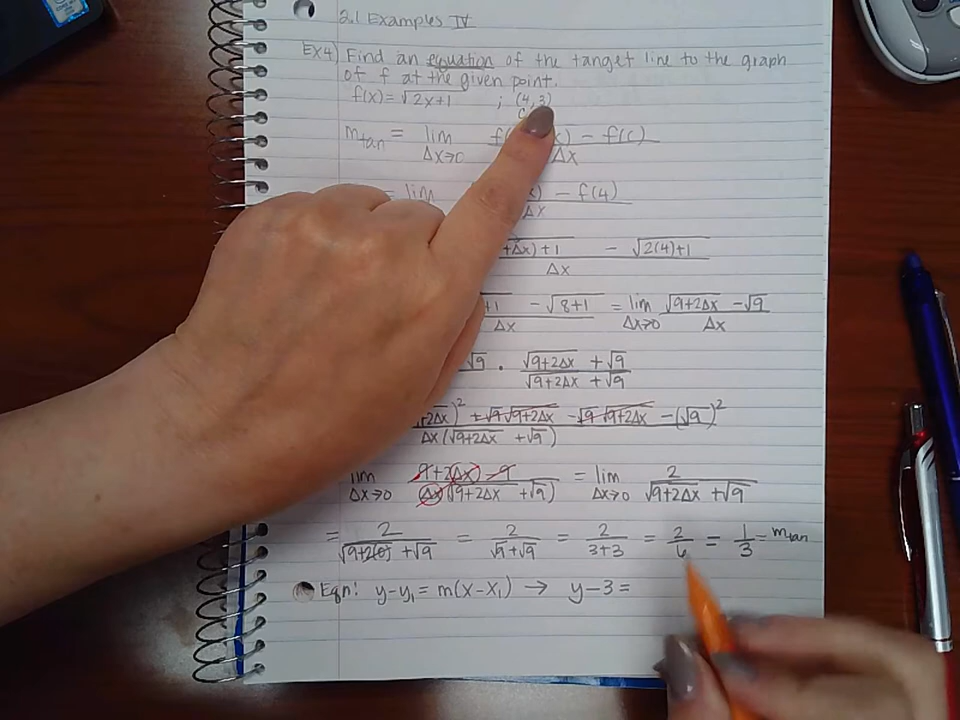 2.1 Examples IV
Ex4) Find an equation of the tanget line to the graph
of f at the given point.
f(x) = √2x+1 ; (4, 3)
m tan = lim Δx→0 f( x) − f(c) / Δx
= lim x) − f(4) / Δx
+Δx)+1 − √2(4)+1 / Δx
+1 − √8+1 / Δx = lim Δx→0 √9+2Δx − √9 / Δx
√9 · √9+2Δx + √9 / √9+2Δx + √9
+2Δx)² + √9 √9+2Δx − √9 √9+2Δx − (√9)² / Δx(√9+2Δx + √9)
lim Δx→0 9+2(Δx) − 9 / Δx(√9+2Δx + √9) = lim Δx→0 2 / √9+2Δx + √9
= 2 / √9+2(0) + √9 = 2 / √9+√9 = 2 / 3+3 = 2 / 6 = 1 / 3 = m tan
Eqn: y−y₁ = m(x−x₁) → y−3 =